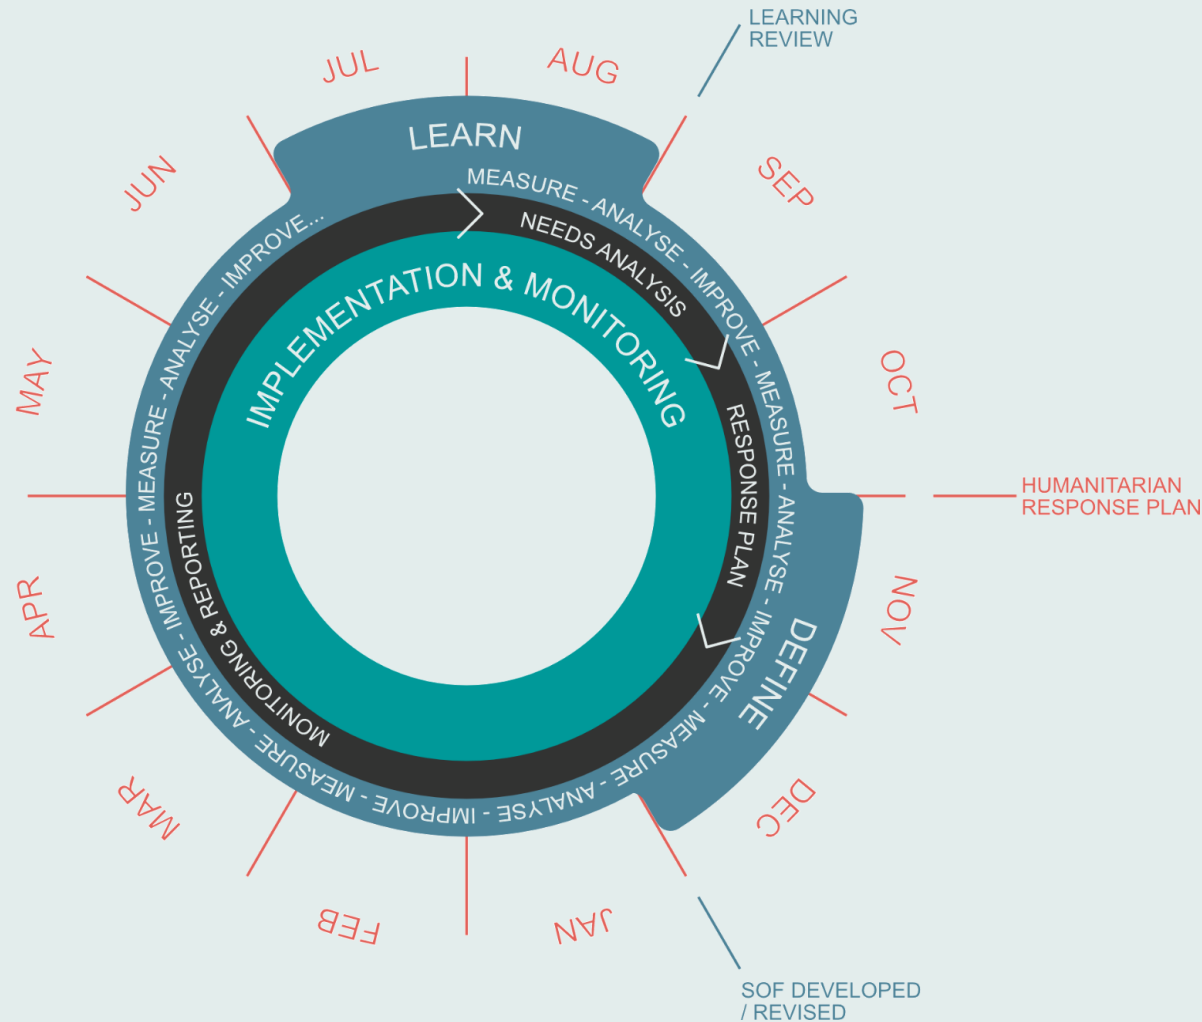 LEARNING
REVIEW
JUL
AUG
LEARN
JUN
SEP
MEASURE - ANALYSE - IMPROVE - MEASURE - ANALYSE - IMPROVE - MEASURE - ANALYSE - IMPROVE - MEASURE - ANALYSE - IMPROVE - MEASURE - ANALYSE - IMPROVE...
NEEDS ANALYSIS
IMPLEMENTATION & MONITORING
MAY
OCT
RESPONSE PLAN
HUMANITARIAN
RESPONSE PLAN
MONITORING & REPORTING
APR
NOV
DEFINE
MAR
DEC
FEB
JAN
SOF DEVELOPED
/ REVISED